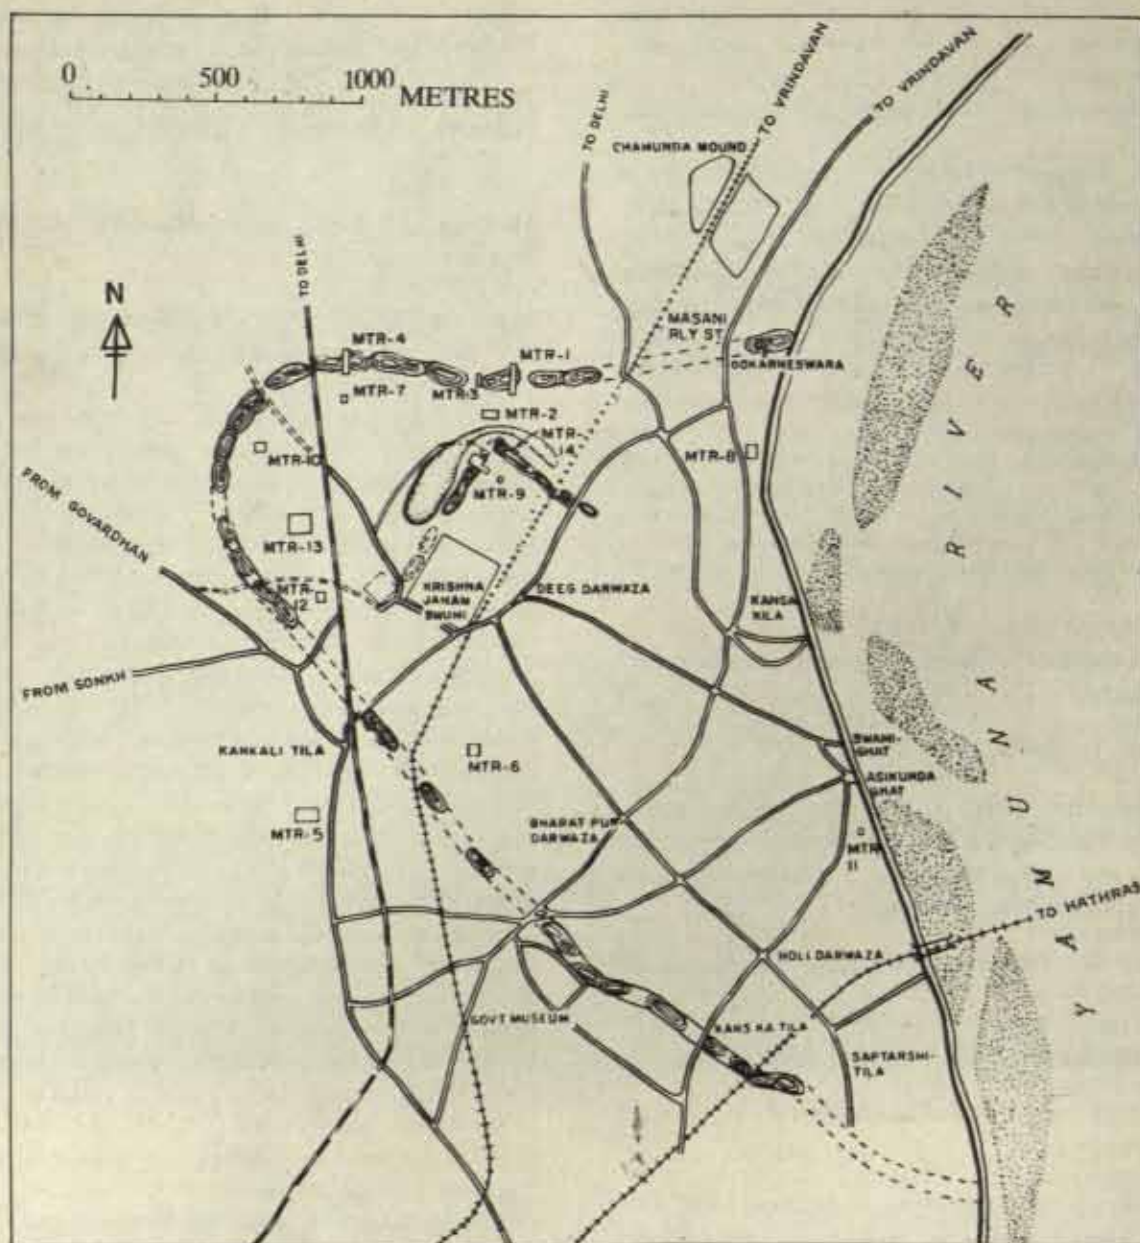 0 500 1000 METRES
TO DELHI
TO VRINDAVAN
TO VRINDAVAN
CHAMUNDA MOUND
TO DELHI
N
MASANI
RLY ST
GOKARNESWARA
MTR-4
MTR-1
MTR-7
MTR-3
MTR-2
MTR-
14
MTR-10
MTR-9
MTR-8
FROM GOVARDHAN
MTR-13
MTR-
12
KRISHNA
JANAM
BHUMI
DEEG DARWAZA
KANSA
KILA
FROM SONKH
KANKALI TILA
MTR-6
SWAMI
GHAT
ASIKUNDA
GHAT
MTR-5
BHARAT PUR
DARWAZA
MTR
11
TO HATHRAS
HOLI DARWAZA
GOVT MUSEUM
KANS KA TILA
SAPTARSHI-
TILA
YAMUNA RIVER